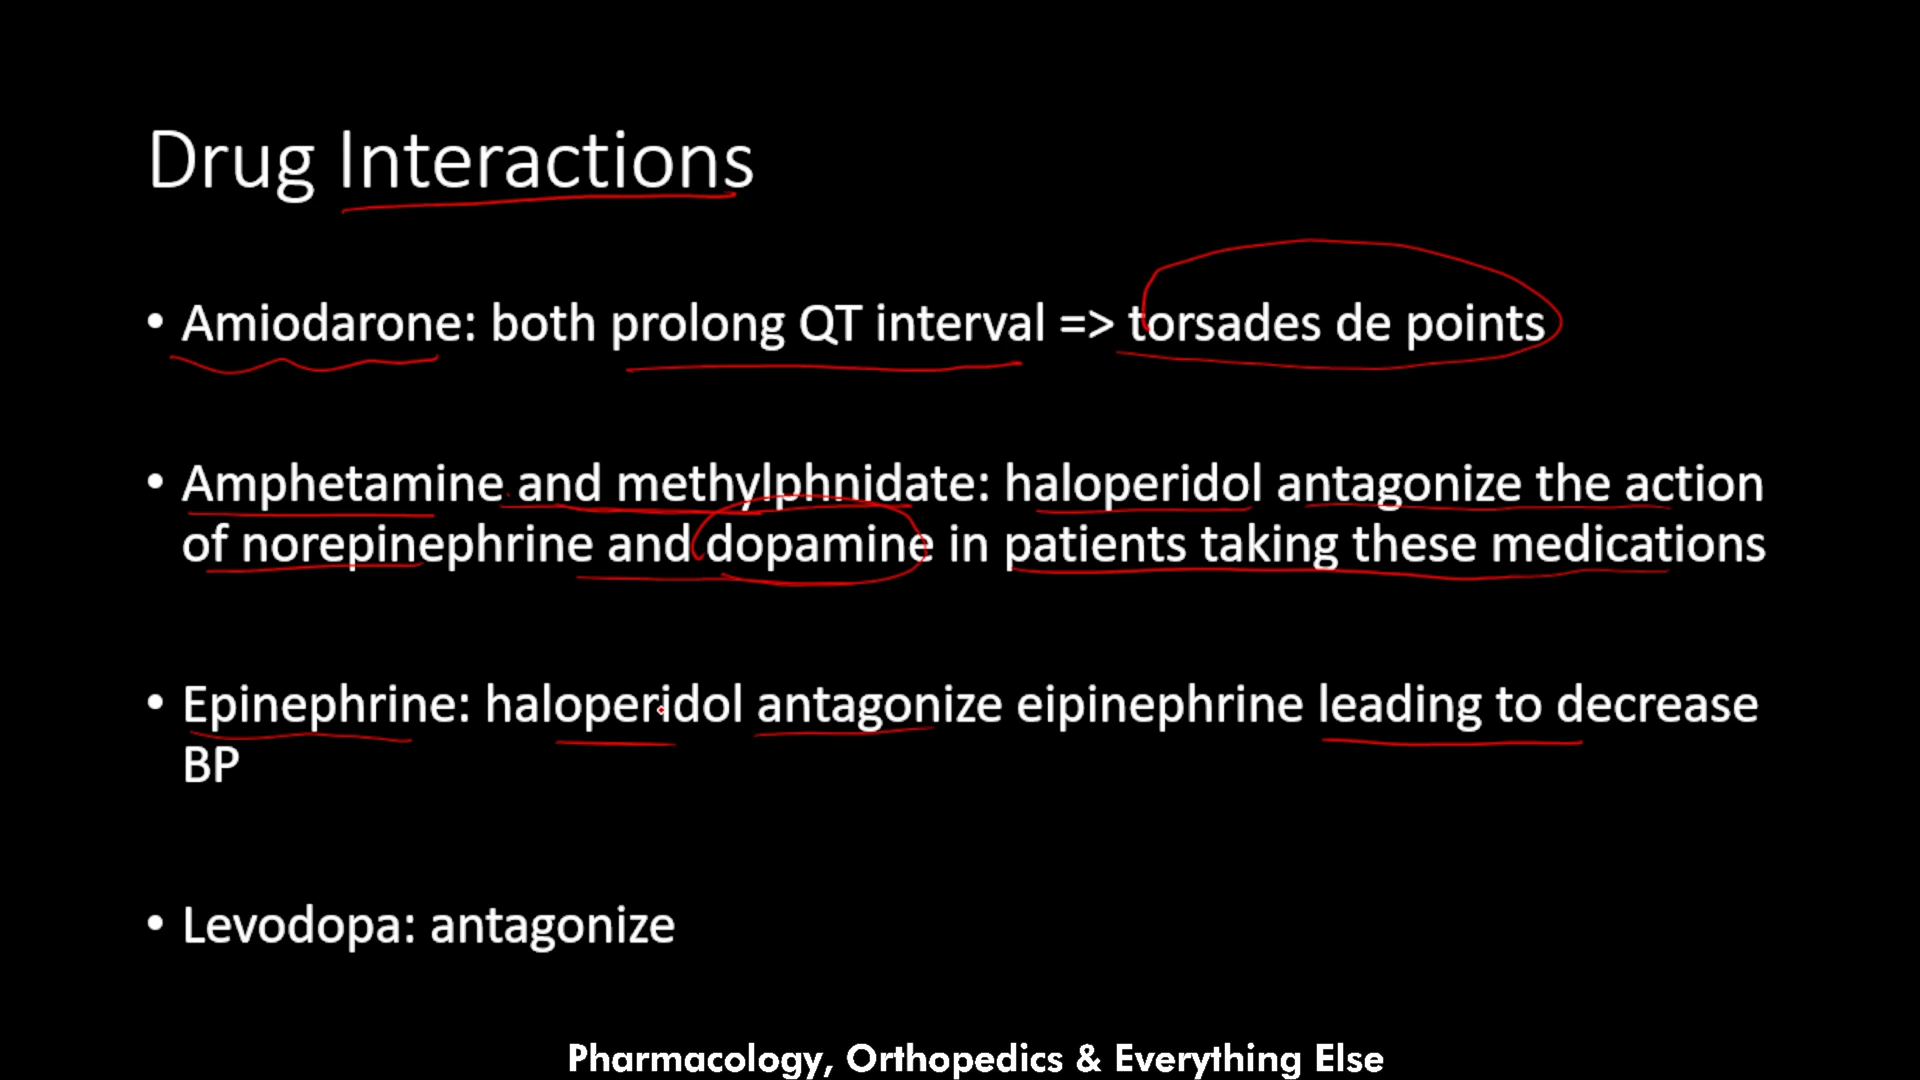 Drug Interactions
• Amiodarone: both prolong QT interval => torsades de points
• Amphetamine and methylphnidate: haloperidol antagonize the action
of norepinephrine and dopamine in patients taking these medications
• Epinephrine: haloperidol antagonize eipinephrine leading to decrease
BP
• Levodopa: antagonize
Pharmacology, Orthopedics & Everything Else